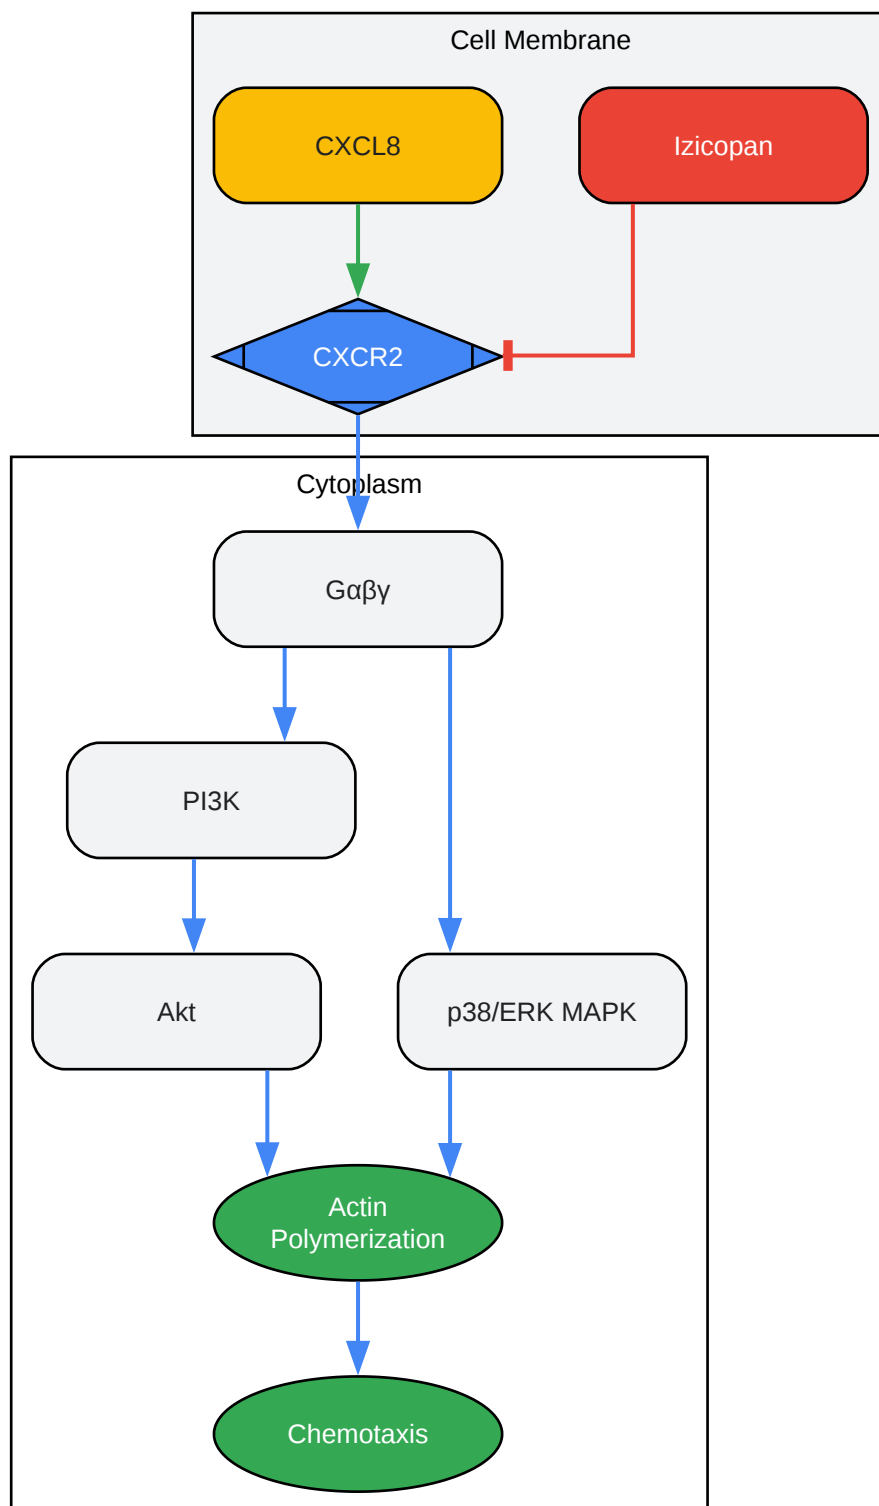 Cell Membrane
CXCL8
Izicopan
CXCR2
Cytoplasm
Gαβγ
PI3K
Akt
p38/ERK MAPK
Actin
Polymerization
Chemotaxis